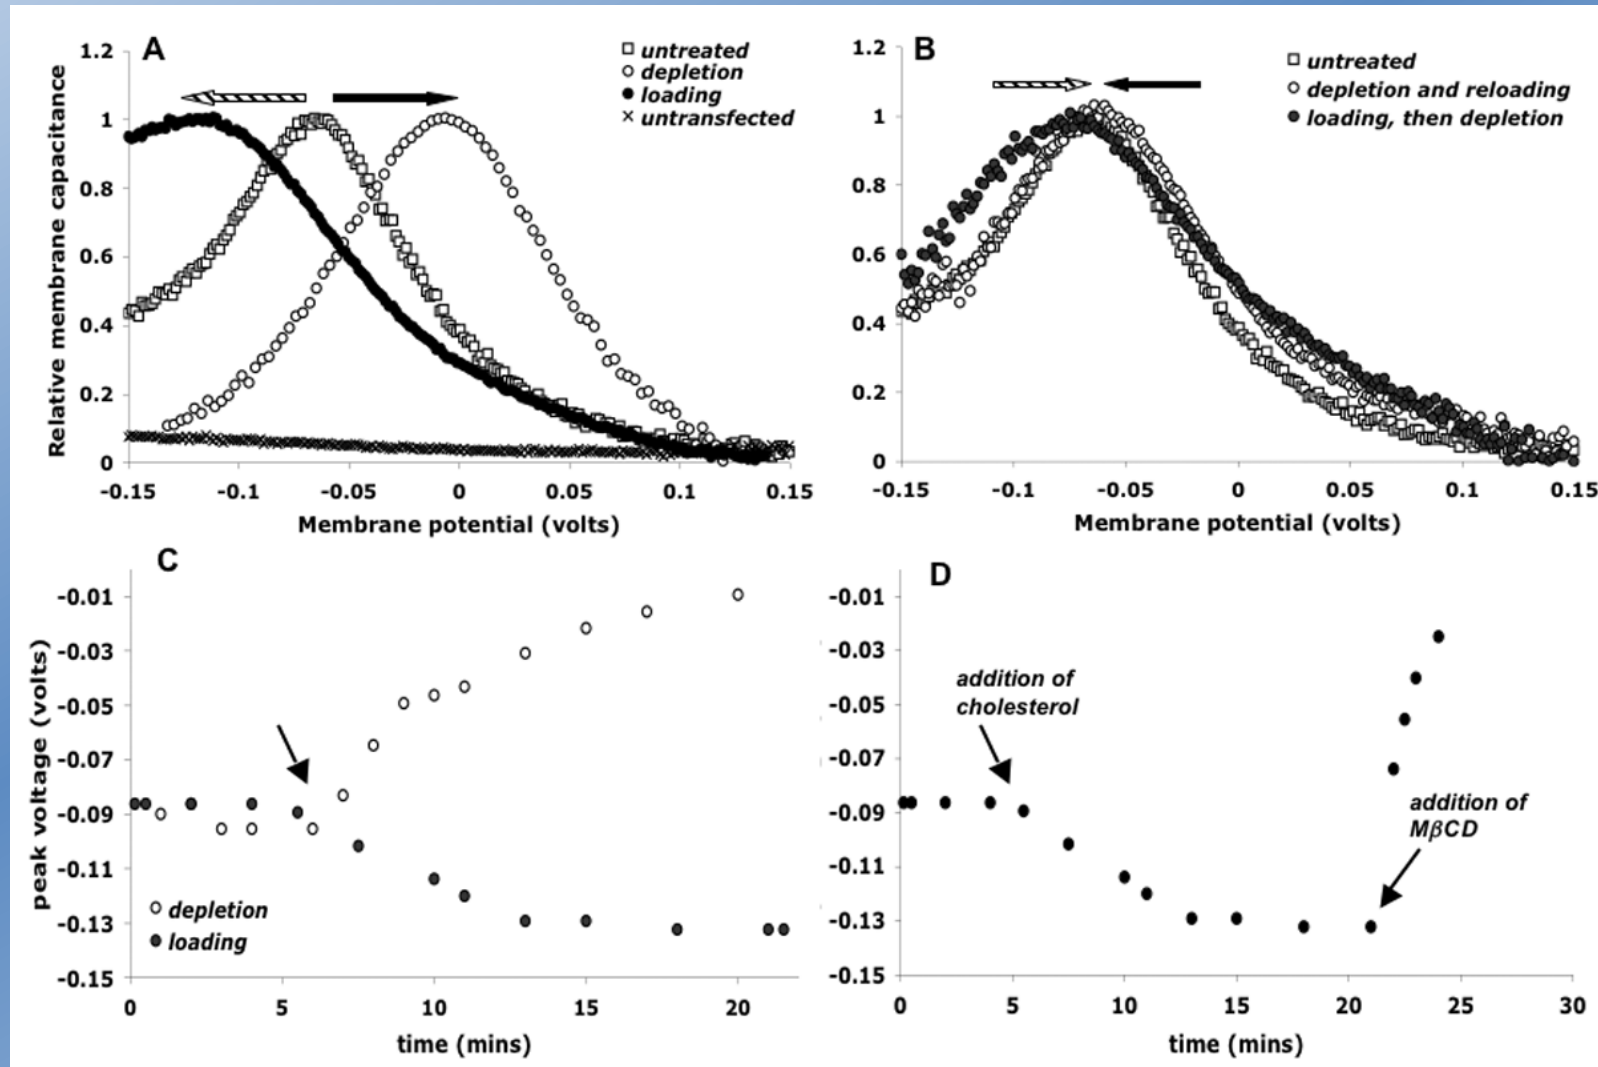 A
untreated
depletion
loading
untransfected
Relative membrane capacitance
1.2
1
0.8
0.6
0.4
0.2
0
-0.15
-0.1
-0.05
0
0.05
0.1
0.15
Membrane potential (volts)
B
untreated
depletion and reloading
loading, then depletion
1.2
1
0.8
0.6
0.4
0.2
0
-0.15
-0.1
-0.05
0
0.05
0.1
0.15
Membrane potential (volts)
C
peak voltage (volts)
-0.01
-0.03
-0.05
-0.07
-0.09
-0.11
-0.13
-0.15
depletion
loading
0
5
10
15
20
time (mins)
D
-0.01
-0.03
-0.05
-0.07
-0.09
-0.11
-0.13
-0.15
addition of
cholesterol
addition of
MβCD
0
5
10
15
20
25
30
time (mins)